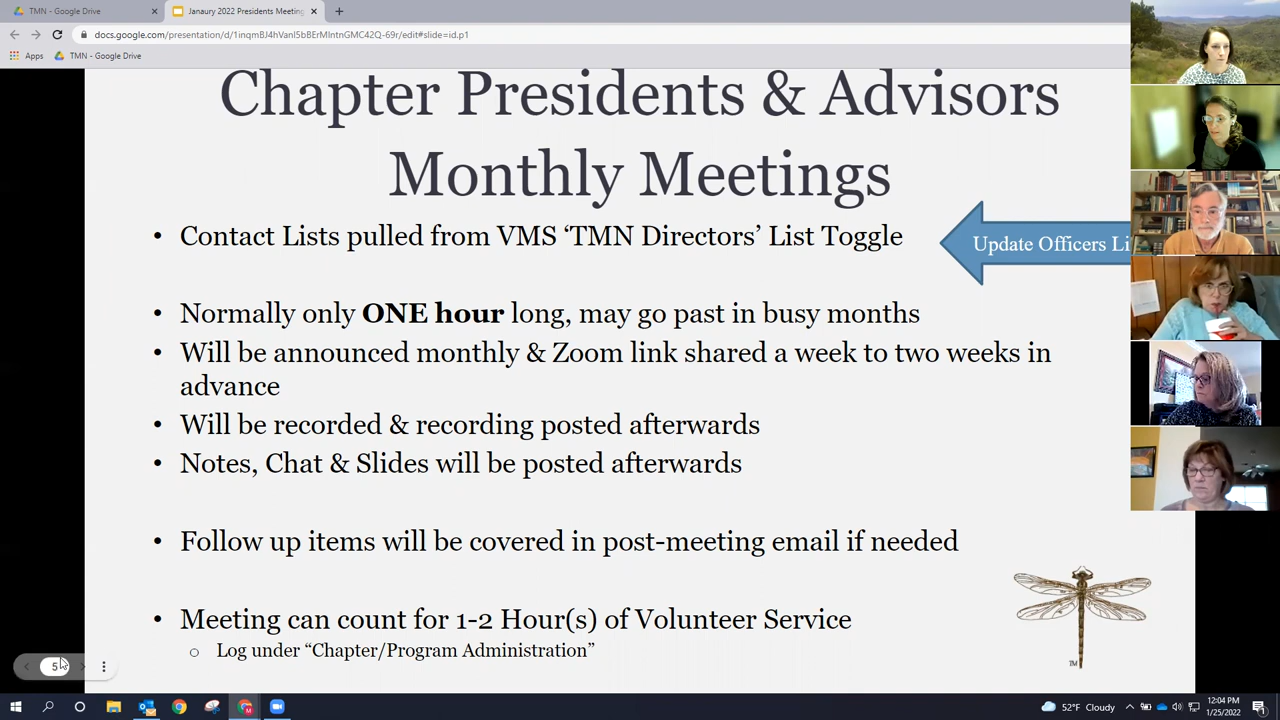 TMN - Google Drive
Janaury 2022 Presidents Meeting
docs.google.com/presentation/d/1inqmBJ4hVanI5bBErMIntnGMC42Q-69r/edit#slide=id.p1
Apps
TMN - Google Drive
Chapter Presidents & Advisors
Monthly Meetings
• Contact Lists pulled from VMS ‘TMN Directors’ List Toggle
Update Officers Li
• Normally only ONE hour long, may go past in busy months
• Will be announced monthly & Zoom link shared a week to two weeks in
advance
• Will be recorded & recording posted afterwards
• Notes, Chat & Slides will be posted afterwards
• Follow up items will be covered in post-meeting email if needed
• Meeting can count for 1-2 Hour(s) of Volunteer Service
o Log under “Chapter/Program Administration”
TM
5
52°F Cloudy
12:04 PM
1/25/2022
1